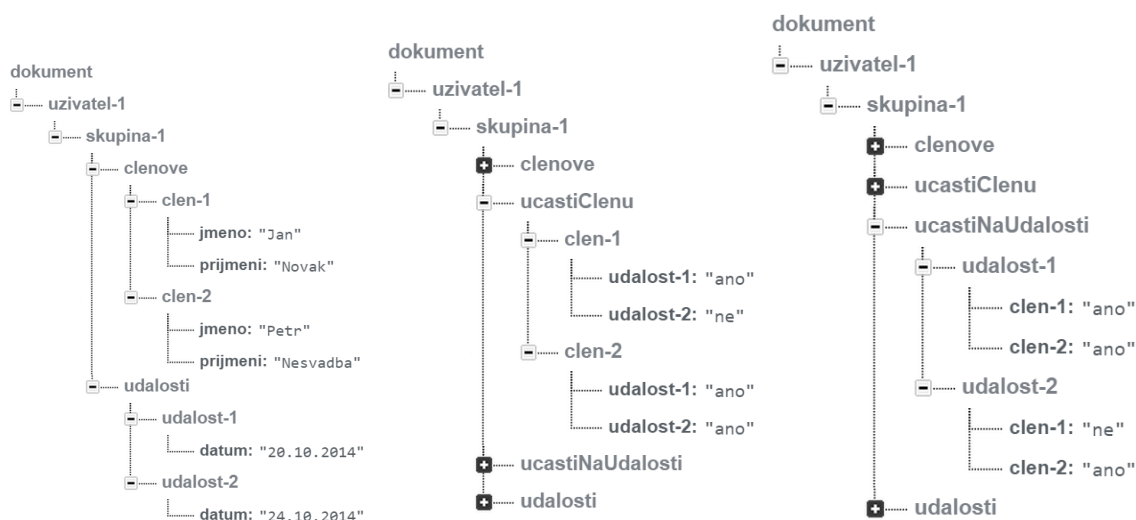 dokument
uzivatel-1
skupina-1
clenove
clen-1
jmeno: "Jan"
prijmeni: "Novak"
clen-2
jmeno: "Petr"
prijmeni: "Nesvadba"
udalosti
udalost-1
datum: "20.10.2014"
udalost-2
datum: "24.10.2014"
dokument
uzivatel-1
skupina-1
clenove
ucastiClenu
clen-1
udalost-1: "ano"
udalost-2: "ne"
clen-2
udalost-1: "ano"
udalost-2: "ano"
ucastiNaUdalosti
udalosti
dokument
uzivatel-1
skupina-1
clenove
ucastiClenu
ucastiNaUdalosti
udalost-1
clen-1: "ano"
clen-2: "ano"
udalost-2
clen-1: "ne"
clen-2: "ano"
udalosti